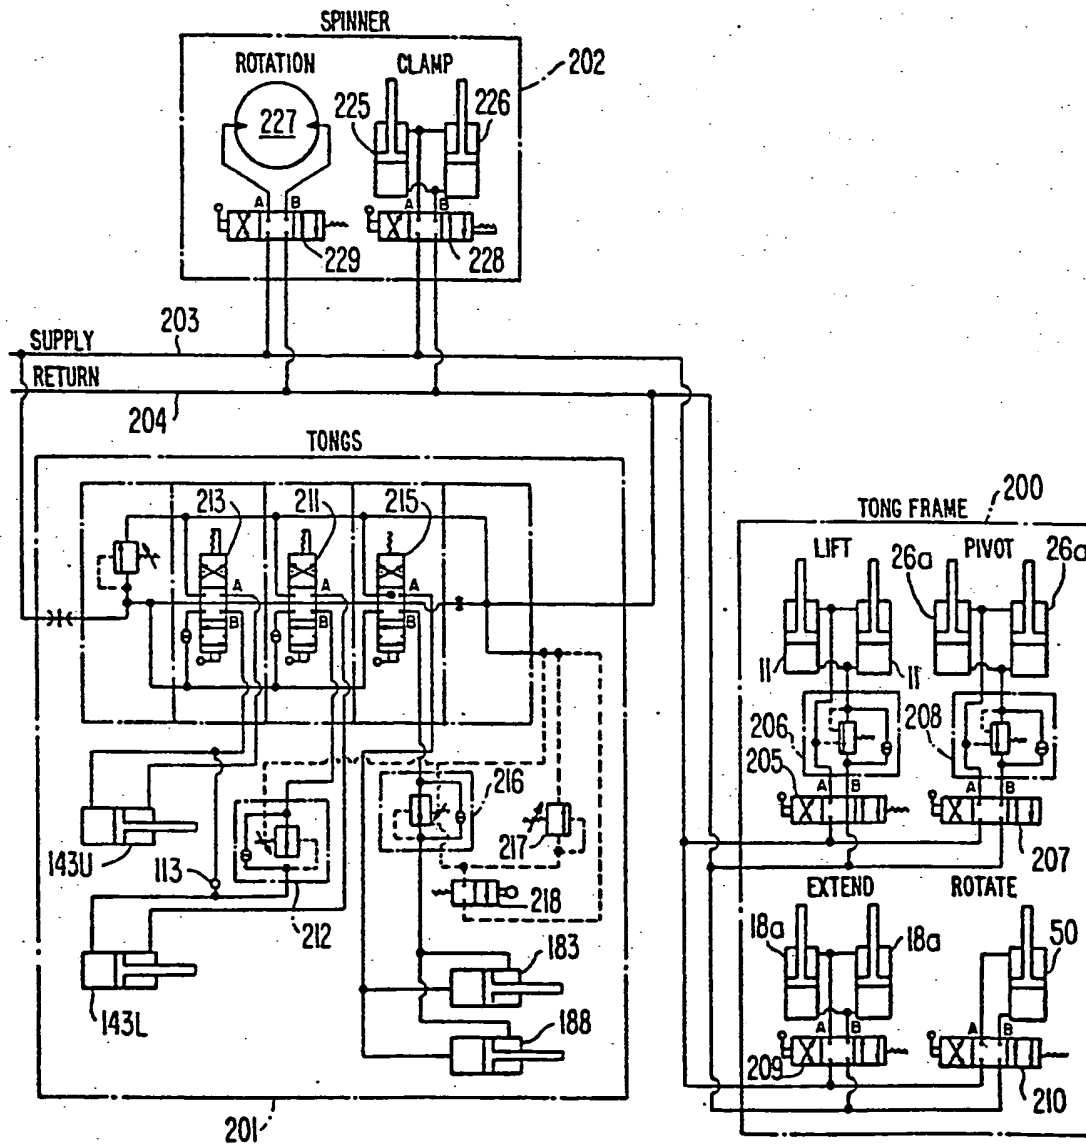 SPINNER
ROTATION CLAMP
202
225 226
227
A B A B
229 228
203
SUPPLY
RETURN
204
TONGS
213 211 215
A A A
B B B
200
TONG FRAME
LIFT PIVOT
26a 26a
11 11
206 208
205
A B A B
207
216
217
143U
113
218
212
EXTEND ROTATE
18a 18a 50
183
143L
188
A B A B
209 210
201